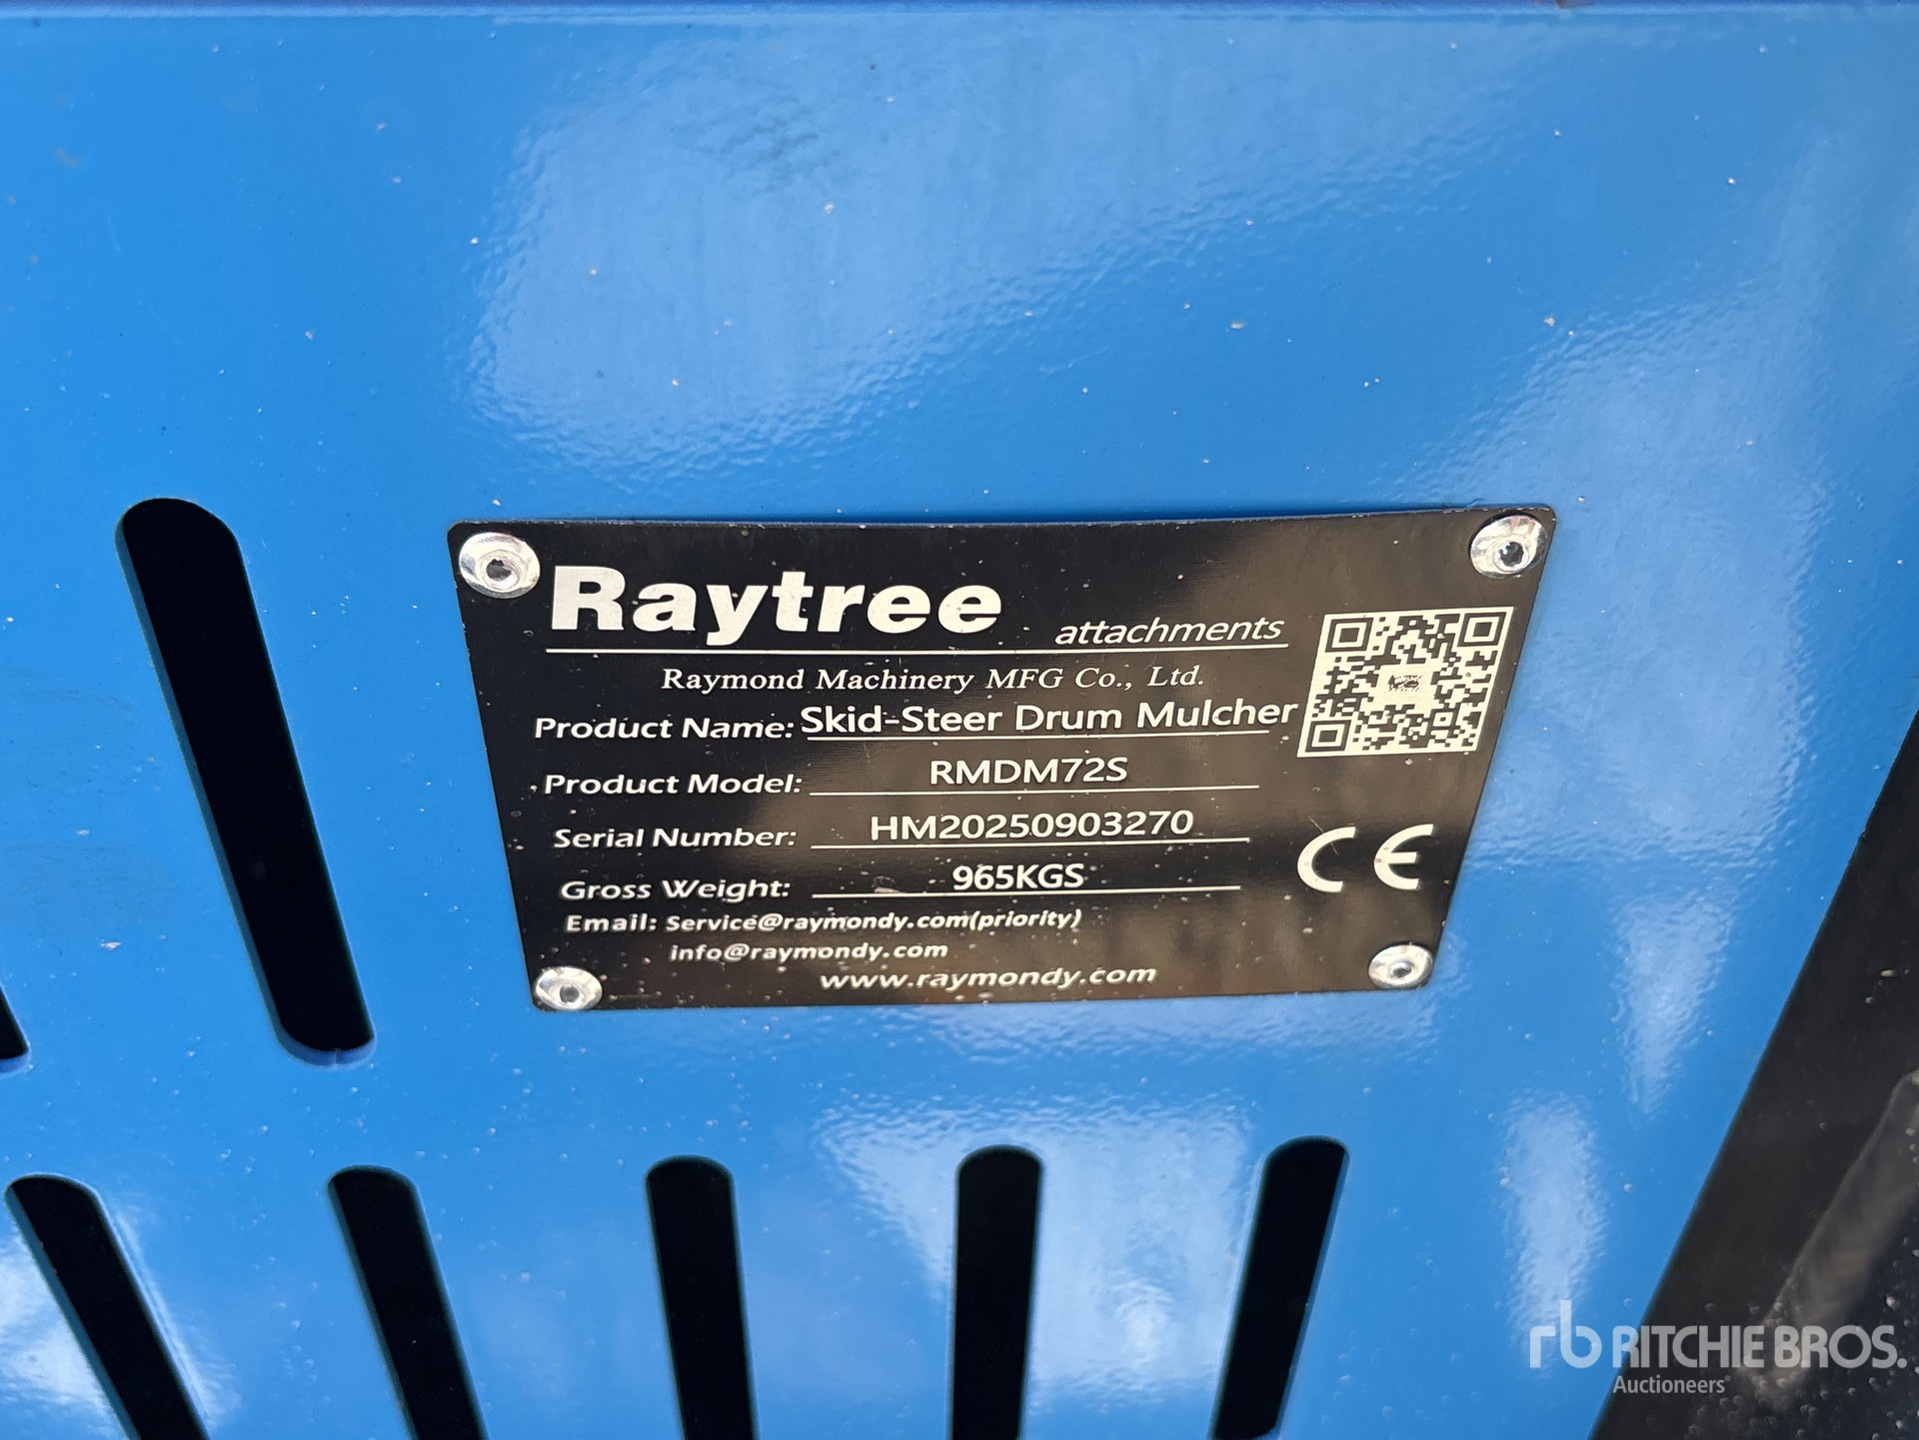 Raytree attachments
Raymond Machinery MFG Co., Ltd.
Product Name: Skid-Steer Drum Mulcher
Product Model: RMDM72S
Serial Number: HM20250903270
Gross Weight: 965KGS
CE
Email: Service@raymondy.com(priority)
info@raymondy.com
www.raymondy.com
rb RITCHIE BROS.
Auctioneers